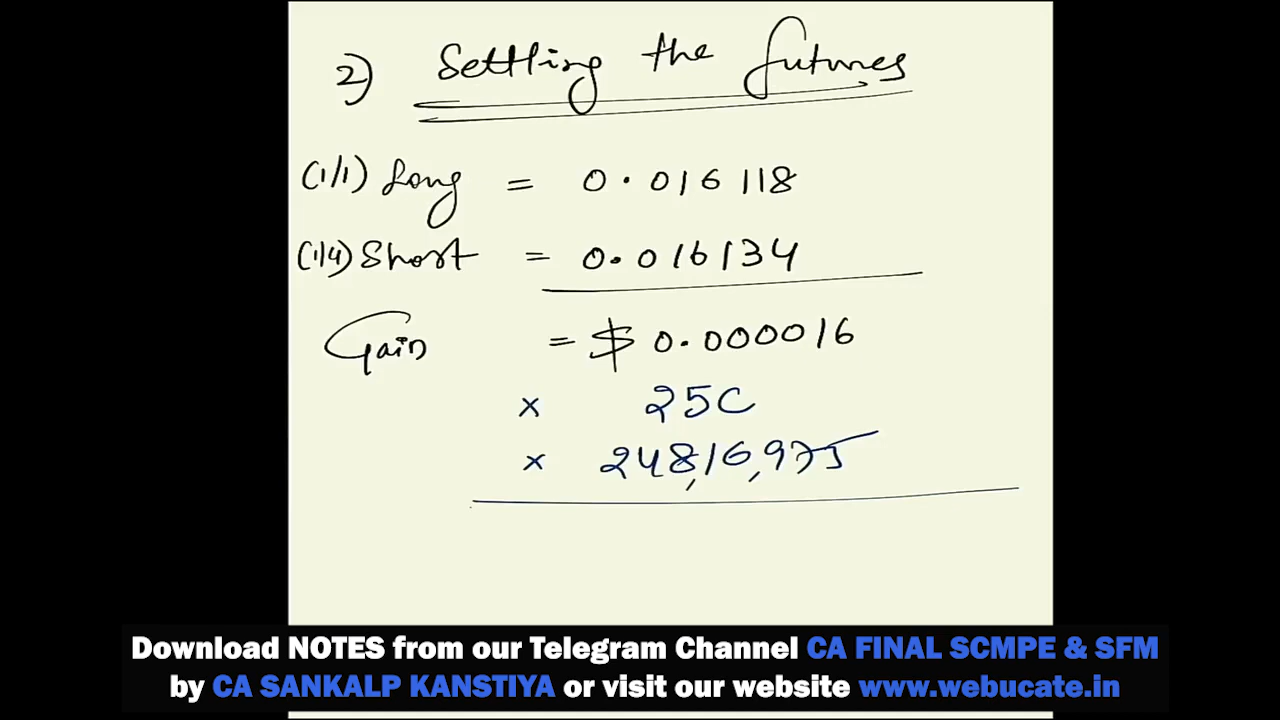 2) Settling the futures
(1/1) Long = 0.016118
(1/4) Short = 0.016134
Gain = $ 0.000016
× 25C
× 248,16,975
Download NOTES from our Telegram Channel CA FINAL SCMPE & SFM
by CA SANKALP KANSTIYA or visit our website www.webucate.in